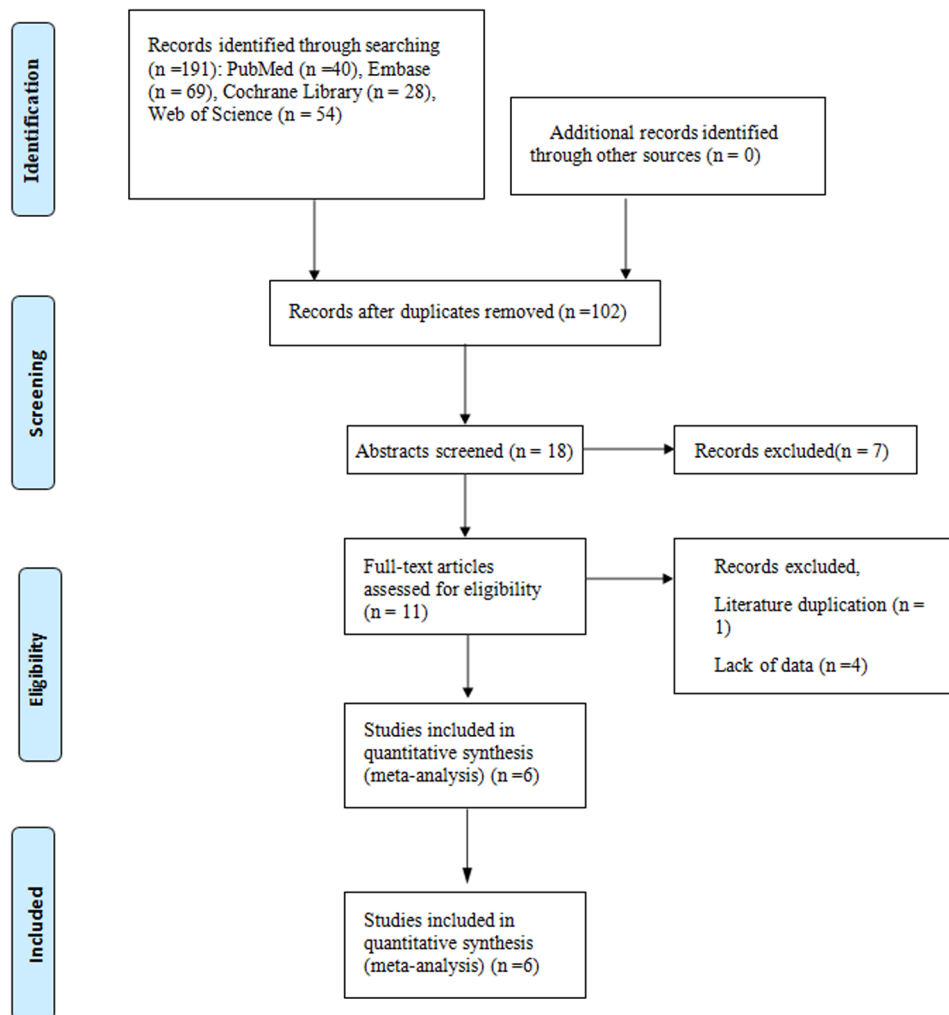 Identification
Records identified through searching
(n =191): PubMed (n =40), Embase
(n = 69), Cochrane Library (n = 28),
Web of Science (n = 54)
Additional records identified
through other sources (n = 0)
Screening
Records after duplicates removed (n =102)
Abstracts screened (n = 18)
Records excluded(n = 7)
Eligibility
Full-text articles
assessed for eligibility
(n = 11)
Records excluded,
Literature duplication (n =
1)
Lack of data (n =4)
Studies included in
quantitative synthesis
(meta-analysis) (n =6)
Included
Studies included in
quantitative synthesis
(meta-analysis) (n =6)